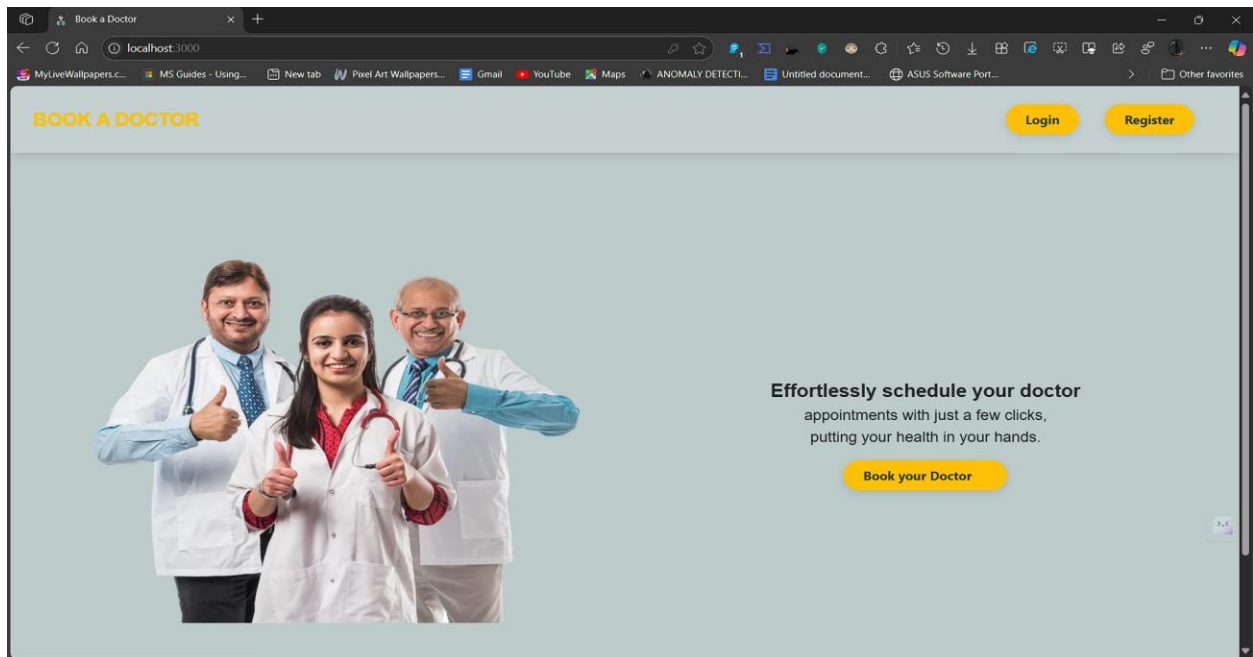 Book a Doctor
localhost:3000
MyLiveWallpapers.c... MS Guides - Using... New tab Pixel Art Wallpapers... Gmail YouTube Maps ANOMALY DETECTI... Untitled document... ASUS Software Port... Other favorites
BOOK A DOCTOR
Login Register
Effortlessly schedule your doctor
appointments with just a few clicks,
putting your health in your hands.
Book your Doctor